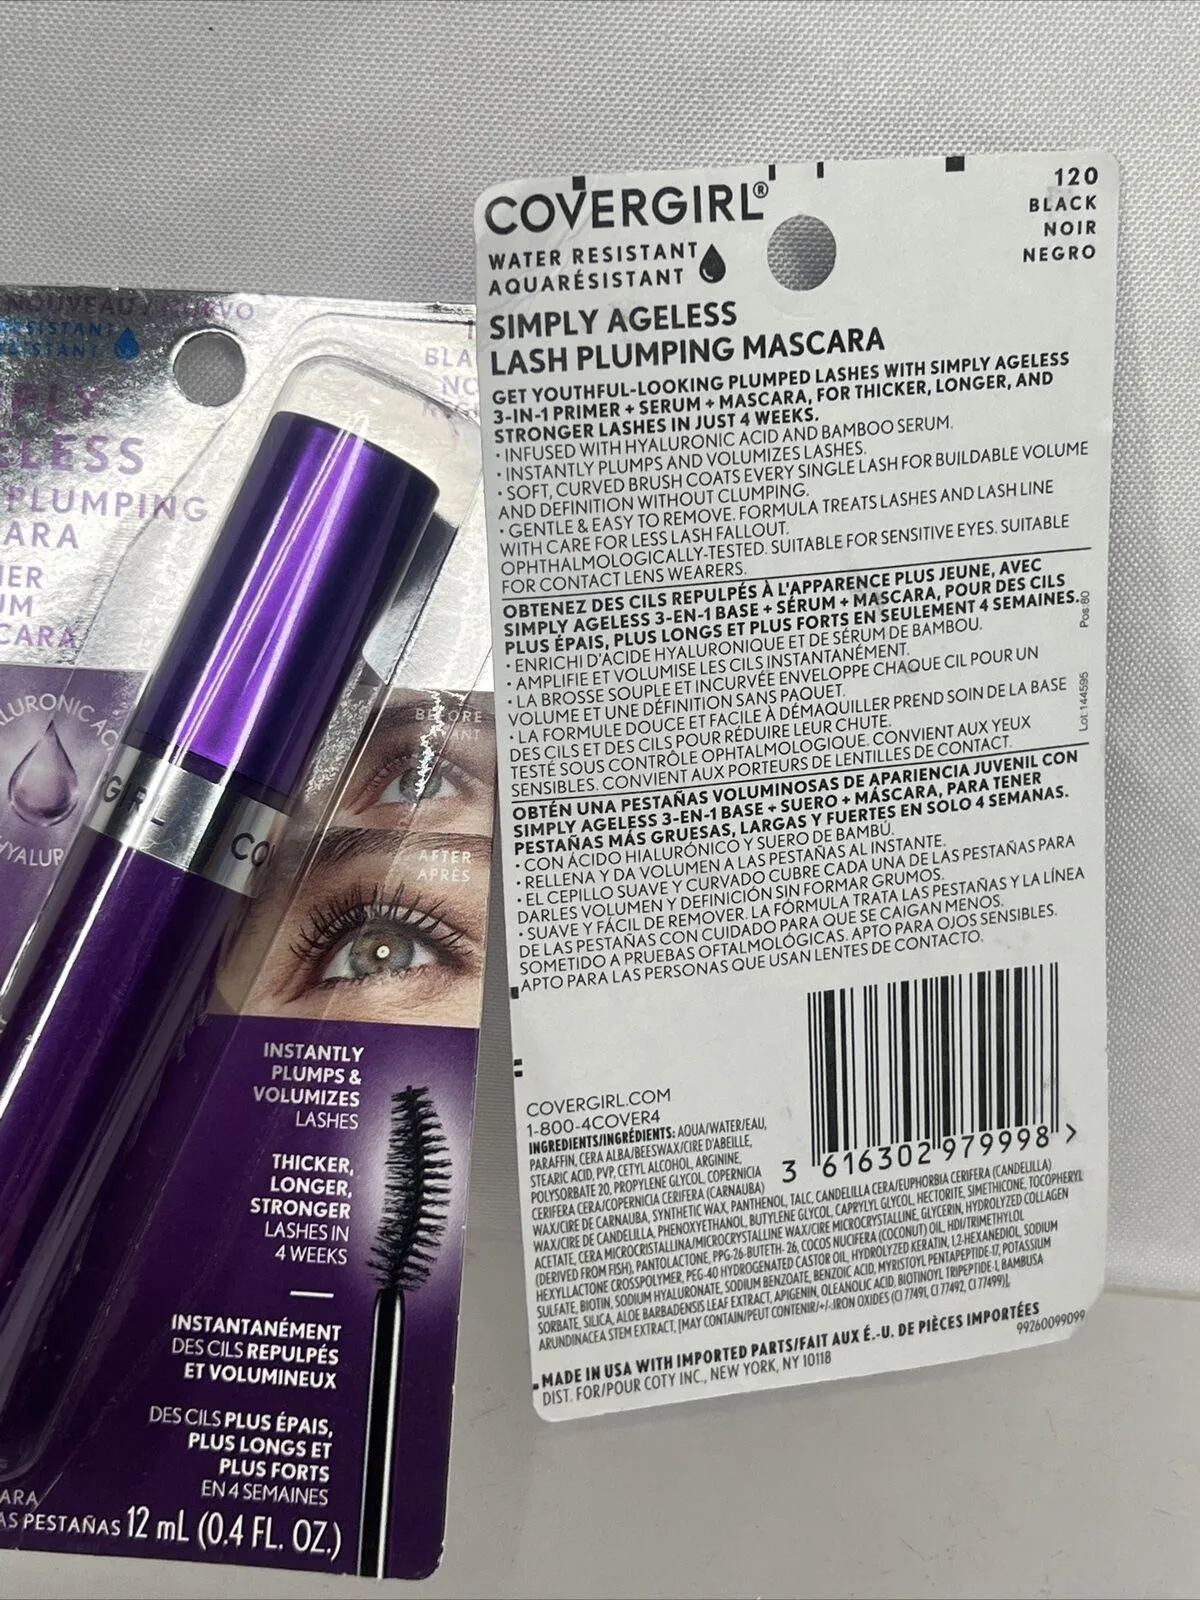 NOUVEAU / NUEVO
SISTANT
ISTANT
PLY
ELESS
PLUMPING
ARA
ER
UM
CARA
BLA
NO
LURONIC AC
HYALUR
GIRL
CO
BEFORE
AFTER
APRÈS
INSTANTLY
PLUMPS &
VOLUMIZES
LASHES
THICKER,
LONGER,
STRONGER
LASHES IN
4 WEEKS
INSTANTANÉMENT
DES CILS REPULPÉS
ET VOLUMINEUX
DES CILS PLUS ÉPAIS,
PLUS LONGS ET
PLUS FORTS
EN 4 SEMAINES
ARA
AS PESTAÑAS 12 mL (0.4 FL. OZ.)
COVERGIRL®
WATER RESISTANT
AQUARÉSISTANT
120
BLACK
NOIR
NEGRO
SIMPLY AGELESS
LASH PLUMPING MASCARA
GET YOUTHFUL-LOOKING PLUMPED LASHES WITH SIMPLY AGELESS
3-IN-1 PRIMER + SERUM + MASCARA, FOR THICKER, LONGER, AND
STRONGER LASHES IN JUST 4 WEEKS.
• INFUSED WITH HYALURONIC ACID AND BAMBOO SERUM.
• INSTANTLY PLUMPS AND VOLUMIZES LASHES.
• SOFT, CURVED BRUSH COATS EVERY SINGLE LASH FOR BUILDABLE VOLUME
AND DEFINITION WITHOUT CLUMPING.
• GENTLE & EASY TO REMOVE. FORMULA TREATS LASHES AND LASH LINE
WITH CARE FOR LESS LASH FALLOUT.
OPHTHALMOLOGICALLY-TESTED. SUITABLE FOR SENSITIVE EYES. SUITABLE
FOR CONTACT LENS WEARERS.
OBTENEZ DES CILS REPULPÉS À L'APPARENCE PLUS JEUNE, AVEC
SIMPLY AGELESS 3-EN-1 BASE + SÉRUM + MASCARA, POUR DES CILS
PLUS ÉPAIS, PLUS LONGS ET PLUS FORTS EN SEULEMENT 4 SEMAINES.
• ENRICHI D'ACIDE HYALURONIQUE ET DE SÉRUM DE BAMBOU.
• AMPLIFIE ET VOLUMISE LES CILS INSTANTANÉMENT.
• LA BROSSE SOUPLE ET INCURVÉE ENVELOPPE CHAQUE CIL POUR UN
VOLUME ET UNE DÉFINITION SANS PAQUET.
• LA FORMULE DOUCE ET FACILE À DÉMAQUILLER PREND SOIN DE LA BASE
DES CILS ET DES CILS POUR RÉDUIRE LEUR CHUTE.
TESTÉ SOUS CONTRÔLE OPHTALMOLOGIQUE. CONVIENT AUX YEUX
SENSIBLES. CONVIENT AUX PORTEURS DE LENTILLES DE CONTACT.
Pos:80
Lot: 144595
OBTÉN UNA PESTAÑAS VOLUMINOSAS DE APARIENCIA JUVENIL CON
SIMPLY AGELESS 3-EN-1 BASE + SUERO + MÁSCARA, PARA TENER
PESTAÑAS MÁS GRUESAS, LARGAS Y FUERTES EN SOLO 4 SEMANAS.
• CON ÁCIDO HIALURÓNICO Y SUERO DE BAMBÚ.
• RELLENA Y DA VOLUMEN A LAS PESTAÑAS AL INSTANTE.
• EL CEPILLO SUAVE Y CURVADO CUBRE CADA UNA DE LAS PESTAÑAS PARA
DARLES VOLUMEN Y DEFINICIÓN SIN FORMAR GRUMOS.
• SUAVE Y FÁCIL DE REMOVER. LA FÓRMULA TRATA LAS PESTAÑAS Y LA LÍNEA
DE LAS PESTAÑAS CON CUIDADO PARA QUE SE CAIGAN MENOS.
SOMETIDO A PRUEBAS OFTALMOLÓGICAS. APTO PARA OJOS SENSIBLES.
APTO PARA LAS PERSONAS QUE USAN LENTES DE CONTACTO.
COVERGIRL.COM
1-800-4COVER4
3 616302 979998 >
INGREDIENTS/INGRÉDIENTS: AQUA/WATER/EAU,
PARAFFIN, CERA ALBA/BEESWAX/CIRE D'ABEILLE,
STEARIC ACID, PVP, CETYL ALCOHOL, ARGININE,
POLYSORBATE 20, PROPYLENE GLYCOL, COPERNICIA
CERIFERA CERA/COPERNICIA CERIFERA (CARNAUBA)
WAX/CIRE DE CARNAUBA, SYNTHETIC WAX, PANTHENOL, TALC, CANDELILLA CERA/EUPHORBIA CERIFERA (CANDELILLA)
WAX/CIRE DE CANDELILLA, PHENOXYETHANOL, BUTYLENE GLYCOL, CAPRYLYL GLYCOL, HECTORITE, SIMETHICONE, TOCOPHERYL
ACETATE, CERA MICROCRISTALLINA/MICROCRYSTALLINE WAX/CIRE MICROCRYSTALLINE, GLYCERIN, HYDROLYZED COLLAGEN
(DERIVED FROM FISH), PANTOLACTONE, PPG-26-BUTETH-26, COCOS NUCIFERA (COCONUT) OIL, HDI/TRIMETHYLOL
HEXYLLACTONE CROSSPOLYMER, PEG-40 HYDROGENATED CASTOR OIL, HYDROLYZED KERATIN, 1,2-HEXANEDIOL, SODIUM
SULFATE, BIOTIN, SODIUM HYALURONATE, SODIUM BENZOATE, BENZOIC ACID, MYRISTOYL PENTAPEPTIDE-17, POTASSIUM
SORBATE, SILICA, ALOE BARBADENSIS LEAF EXTRACT, APIGENIN, OLEANOLIC ACID, BIOTINOYL TRIPEPTIDE-1, BAMBUSA
ARUNDINACEA STEM EXTRACT, [MAY CONTAIN/PEUT CONTENIR/+/-:IRON OXIDES (CI 77491, CI 77492, CI 77499)].
MADE IN USA WITH IMPORTED PARTS/FAIT AUX É.-U. DE PIÈCES IMPORTÉES
DIST. FOR/POUR COTY INC., NEW YORK, NY 10118
99260099099